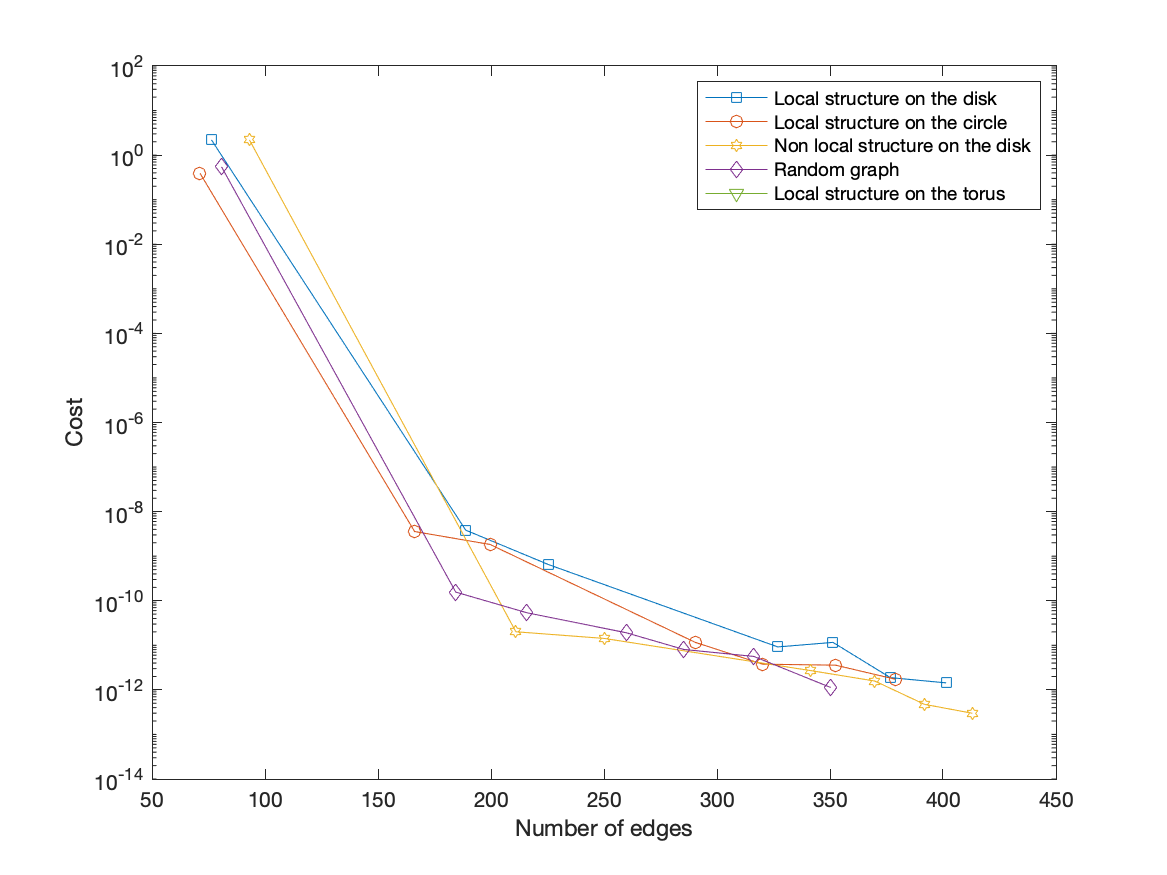 10^2
10^0
10^-2
10^-4
10^-6
10^-8
10^-10
10^-12
10^-14
Cost
Local structure on the disk
Local structure on the circle
Non local structure on the disk
Random graph
Local structure on the torus
50 100 150 200 250 300 350 400 450
Number of edges